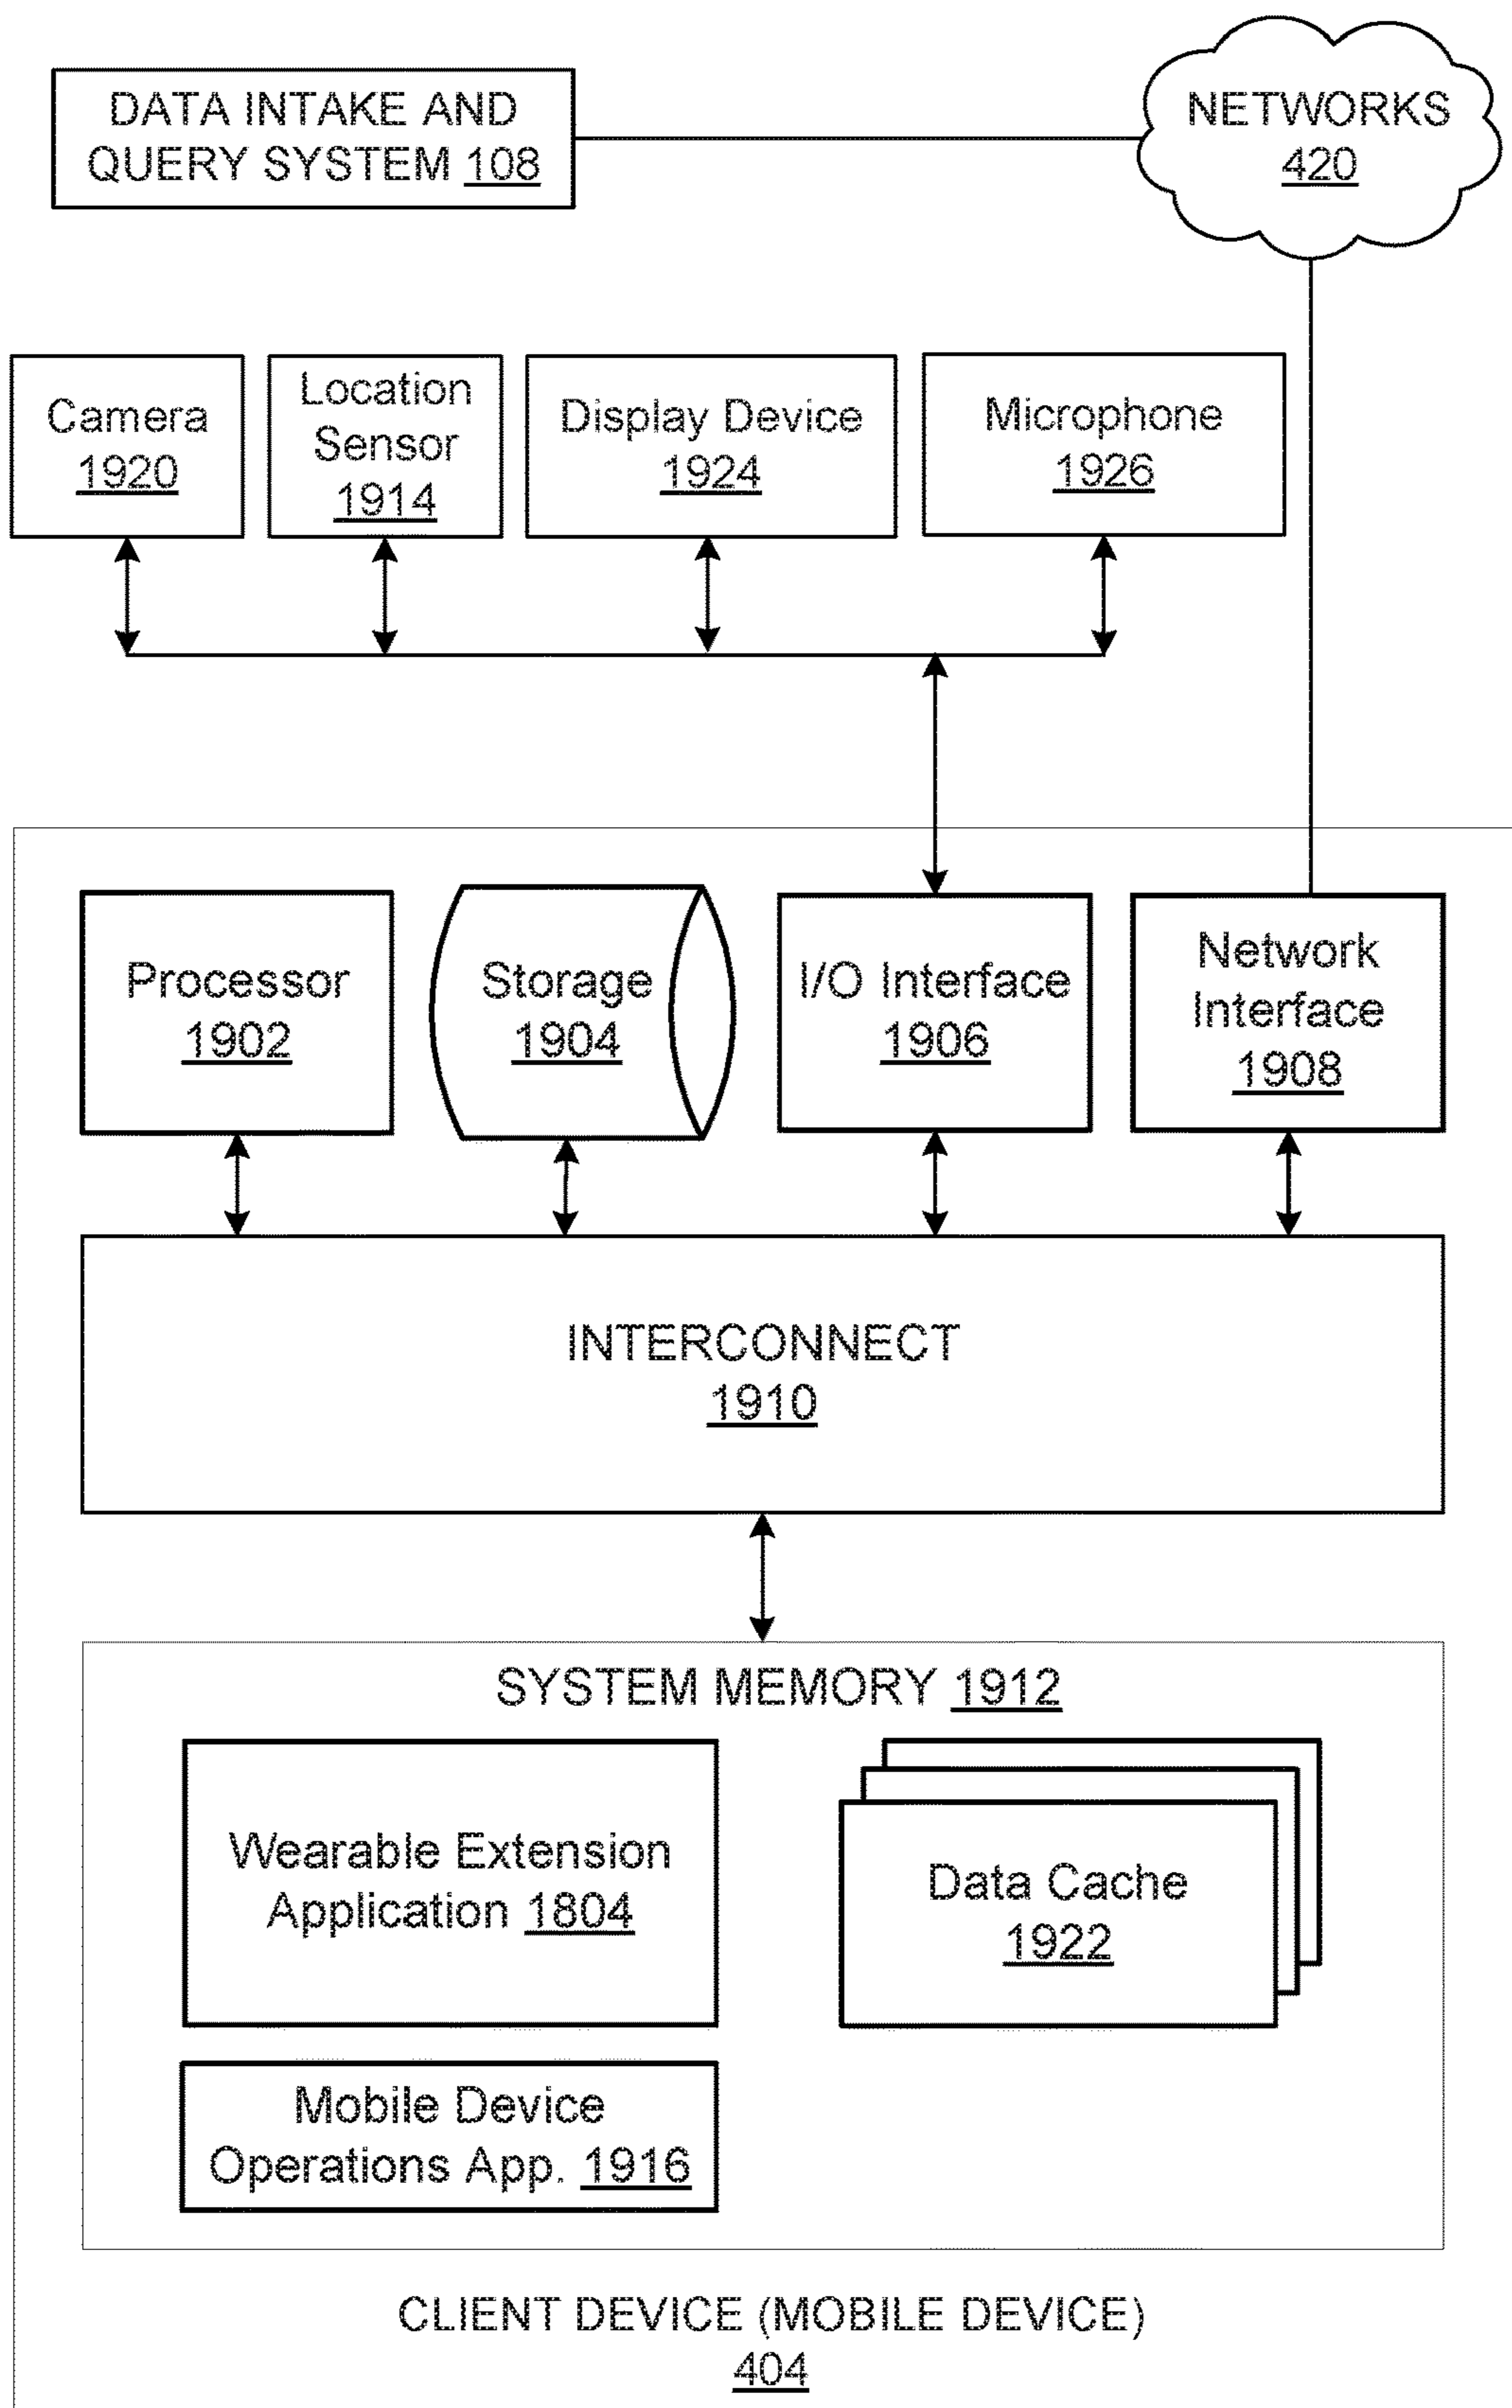 DATA INTAKE AND
QUERY SYSTEM 108
NETWORKS
420
Camera
1920
Location
Sensor
1914
Display Device
1924
Microphone
1926
Processor
1902
Storage
1904
I/O Interface
1906
Network
Interface
1908
INTERCONNECT
1910
SYSTEM MEMORY 1912
Wearable Extension
Application 1804
Data Cache
1922
Mobile Device
Operations App. 1916
CLIENT DEVICE (MOBILE DEVICE)
404